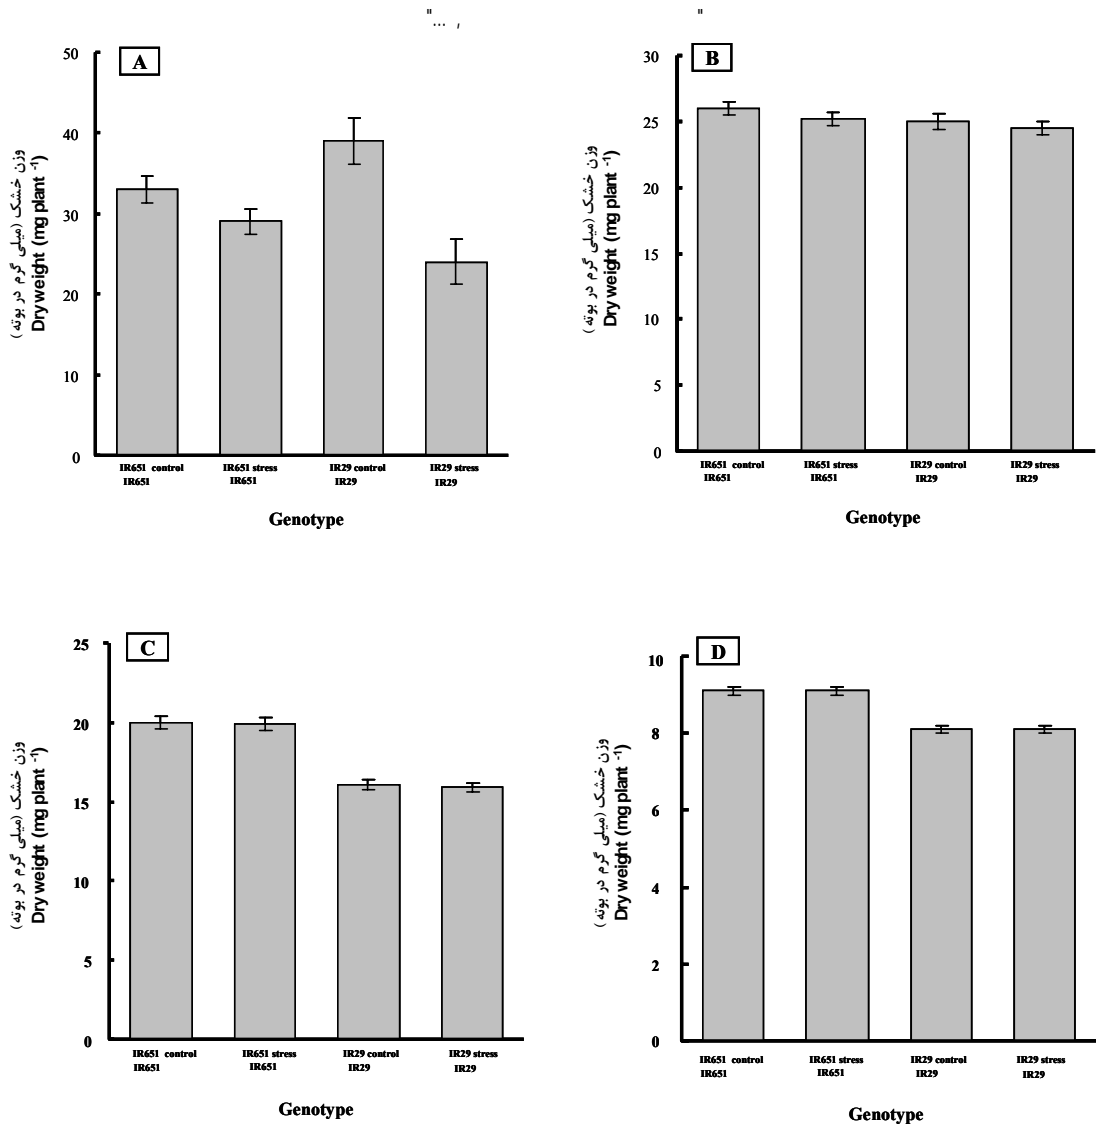 "... ,
"
A
50
40
30
20
10
0
وزن خشک (میلی گرم در بوته )
Dry weight (mg plant -1)
IR651 control IR651 stress IR29 control IR29 stress
IR651 IR651 IR29 IR29
Genotype
B
30
25
20
15
10
5
0
وزن خشک (میلی گرم در بوته )
Dry weight (mg plant -1)
IR651 control IR651 stress IR29 control IR29 stress
IR651 IR651 IR29 IR29
Genotype
C
25
20
15
10
5
0
وزن خشک (میلی گرم در بوته )
Dry weight (mg plant -1)
IR651 control IR651 stress IR29 control IR29 stress
IR651 IR651 IR29 IR29
Genotype
D
10
8
6
4
2
0
وزن خشک (میلی گرم در بوته )
Dry weight (mg plant -1)
IR651 control IR651 stress IR29 control IR29 stress
IR651 IR651 IR29 IR29
Genotype